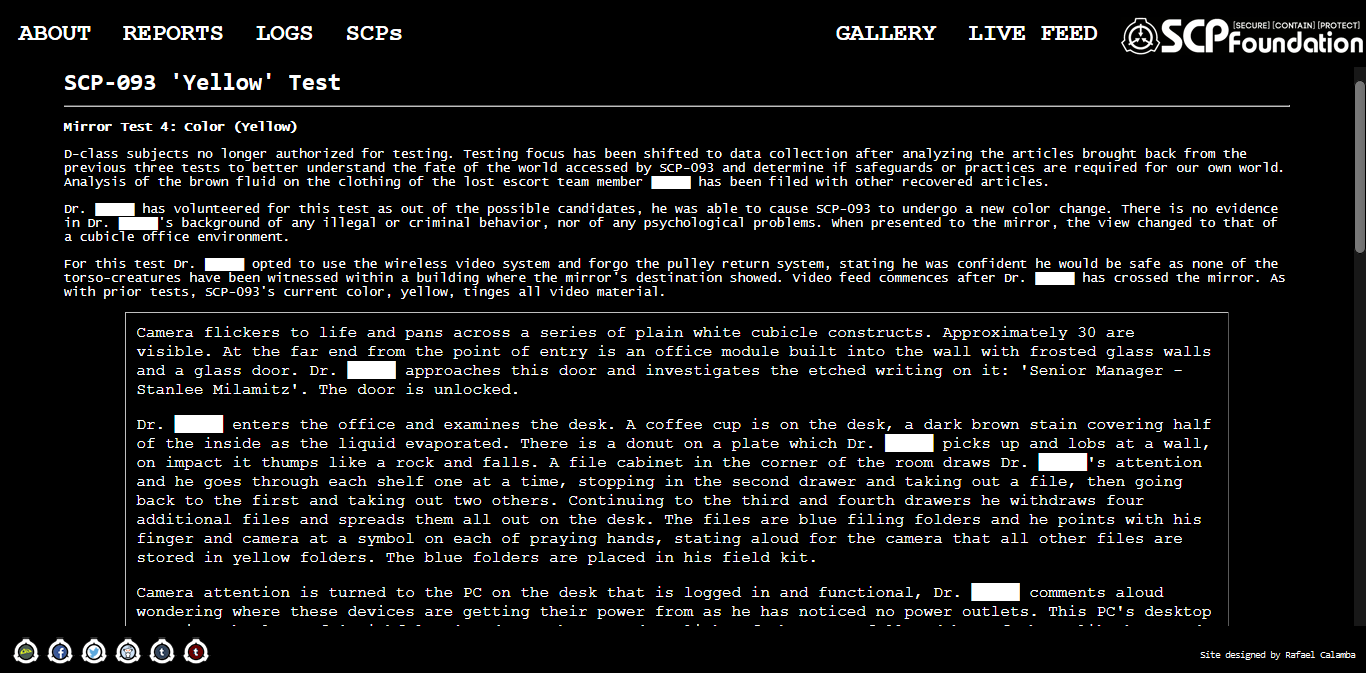 ABOUT REPORTS LOGS SCPs GALLERY LIVE FEED [SECURE] [CONTAIN] [PROTECT]
SCP Foundation
SCP-093 'Yellow' Test
Mirror Test 4: Color (Yellow)
D-class subjects no longer authorized for testing. Testing focus has been shifted to data collection after analyzing the articles brought back from the
previous three tests to better understand the fate of the world accessed by SCP-093 and determine if safeguards or practices are required for our own world.
Analysis of the brown fluid on the clothing of the lost escort team member has been filed with other recovered articles.
Dr. has volunteered for this test as out of the possible candidates, he was able to cause SCP-093 to undergo a new color change. There is no evidence
in Dr. 's background of any illegal or criminal behavior, nor of any psychological problems. When presented to the mirror, the view changed to that of
a cubicle office environment.
For this test Dr. opted to use the wireless video system and forgo the pulley return system, stating he was confident he would be safe as none of the
torso-creatures have been witnessed within a building where the mirror's destination showed. Video feed commences after Dr. has crossed the mirror. As
with prior tests, SCP-093's current color, yellow, tinges all video material.
Camera flickers to life and pans across a series of plain white cubicle constructs. Approximately 30 are
visible. At the far end from the point of entry is an office module built into the wall with frosted glass walls
and a glass door. Dr. approaches this door and investigates the etched writing on it: 'Senior Manager -
Stanlee Milamitz'. The door is unlocked.
Dr. enters the office and examines the desk. A coffee cup is on the desk, a dark brown stain covering half
of the inside as the liquid evaporated. There is a donut on a plate which Dr. picks up and lobs at a wall,
on impact it thumps like a rock and falls. A file cabinet in the corner of the room draws Dr. 's attention
and he goes through each shelf one at a time, stopping in the second drawer and taking out a file, then going
back to the first and taking out two others. Continuing to the third and fourth drawers he withdraws four
additional files and spreads them all out on the desk. The files are blue filing folders and he points with his
finger and camera at a symbol on each of praying hands, stating aloud for the camera that all other files are
stored in yellow folders. The blue folders are placed in his field kit.
Camera attention is turned to the PC on the desk that is logged in and functional, Dr. comments aloud
wondering where these devices are getting their power from as he has noticed no power outlets. This PC's desktop
Site designed by Rafael Calamba